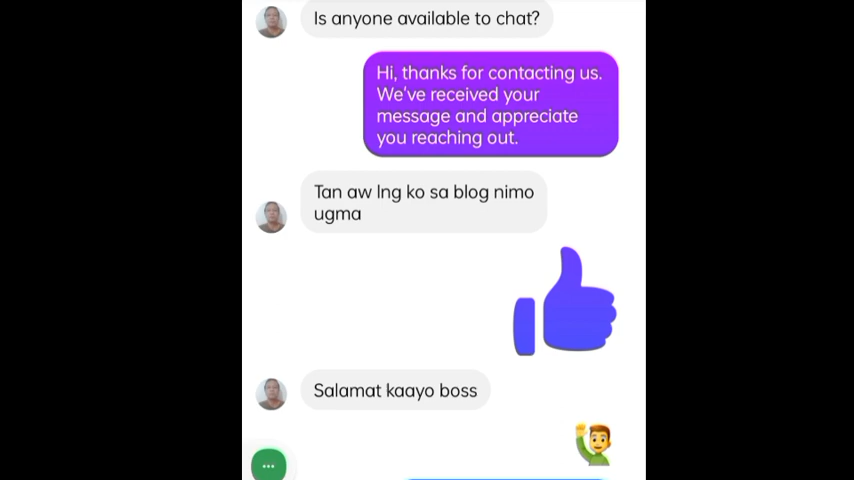 Is anyone available to chat?
Hi, thanks for contacting us.
We've received your
message and appreciate
you reaching out.
Tan aw lng ko sa blog nimo
ugma
Salamat kaayo boss